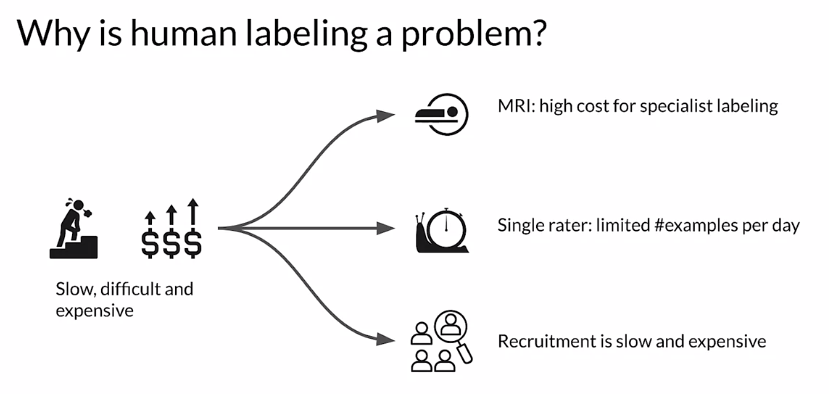 Why is human labeling a problem?
MRI: high cost for specialist labeling
$$$
Single rater: limited #examples per day
Slow, difficult and
expensive
Recruitment is slow and expensive